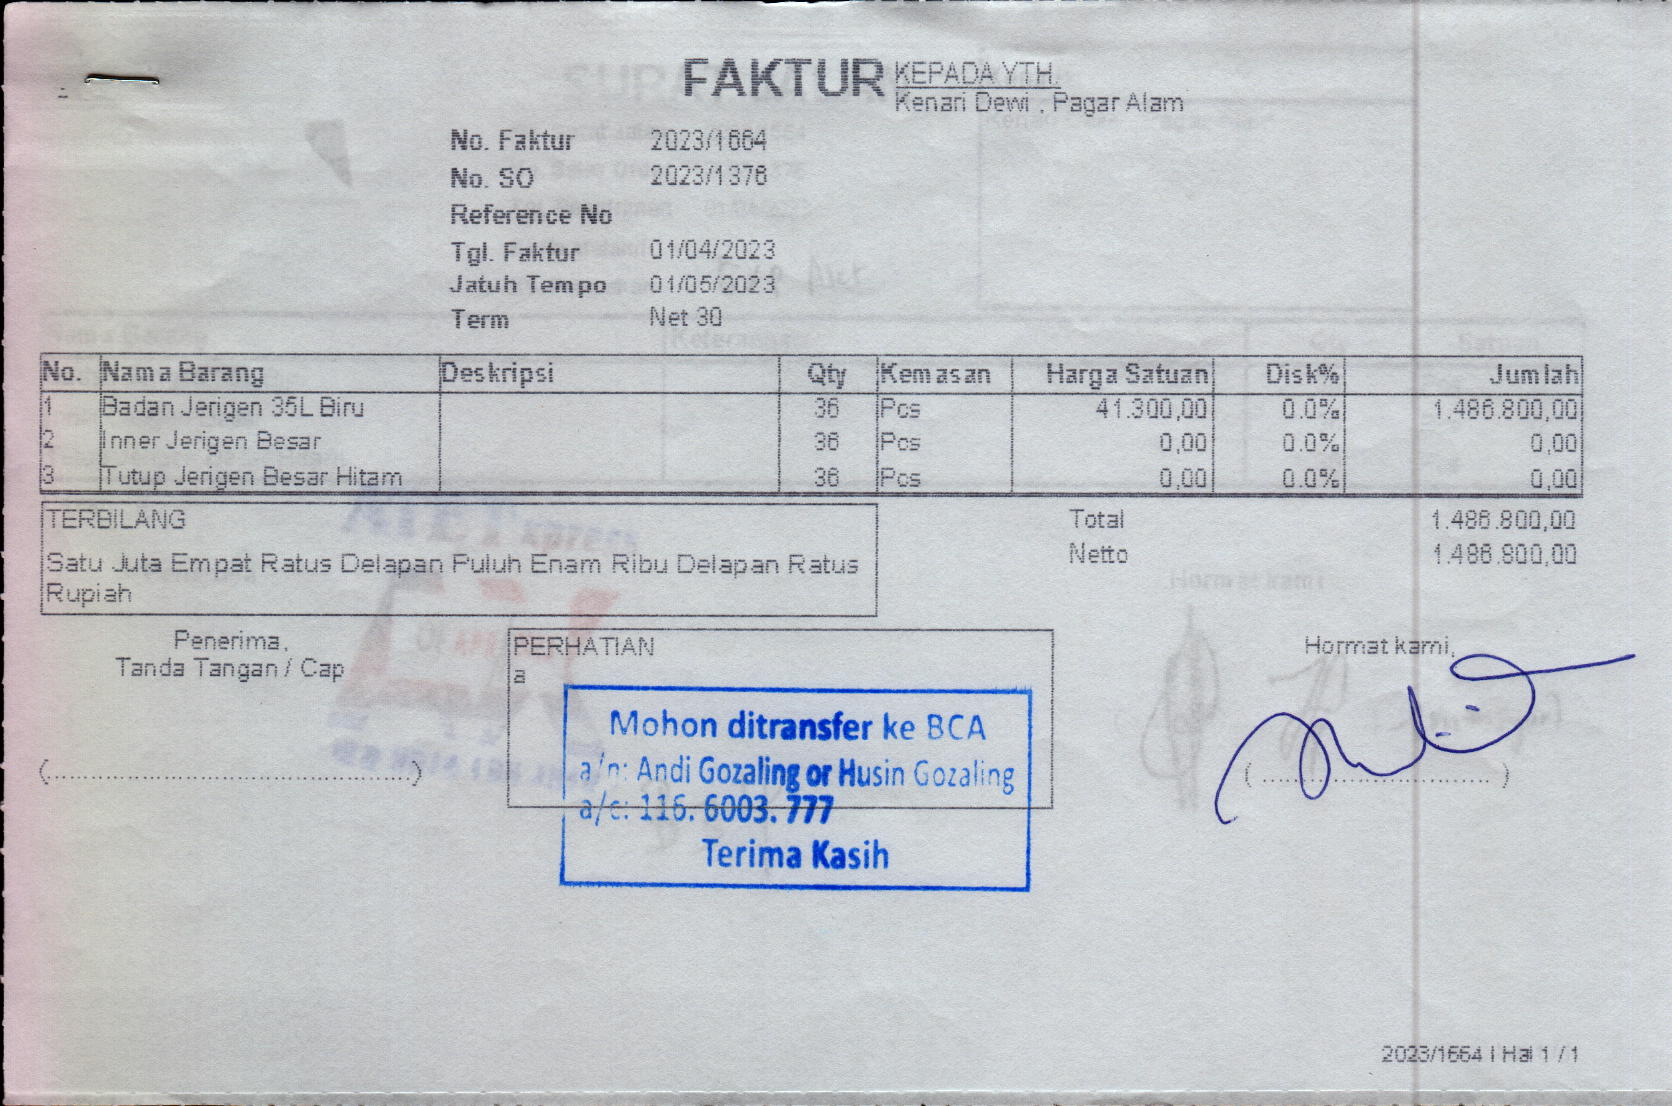 FAKTUR
KEPADA YTH.
Kenari Dewi , Pagar Alam
No. Faktur 2023/1664
No. SO 2023/1376
Reference No
Tgl. Faktur 01/04/2023
Jatuh Tempo 01/05/2023
Term Net 30
No. Nama Barang Deskripsi Qty Kemasan Harga Satuan Disk% Jumlah
1 Badan Jerigen 35L Biru 36 Pcs 41.300,00 0.0% 1.486.800,00
2 Inner Jerigen Besar 36 Pcs 0,00 0.0% 0,00
3 Tutup Jerigen Besar Hitam 36 Pcs 0,00 0.0% 0,00
TERBILANG
Satu Juta Empat Ratus Delapan Puluh Enam Ribu Delapan Ratus
Rupiah
Total 1.486.800,00
Netto 1.486.800,00
Penerima,
Tanda Tangan / Cap
(..........................................)
PERHATIAN
a
Mohon ditransfer ke BCA
a/n: Andi Gozaling or Husin Gozaling
a/c: 116. 6003. 777
Terima Kasih
Hormat kami,
(..............................)
2023/1664 | Hal 1 / 1